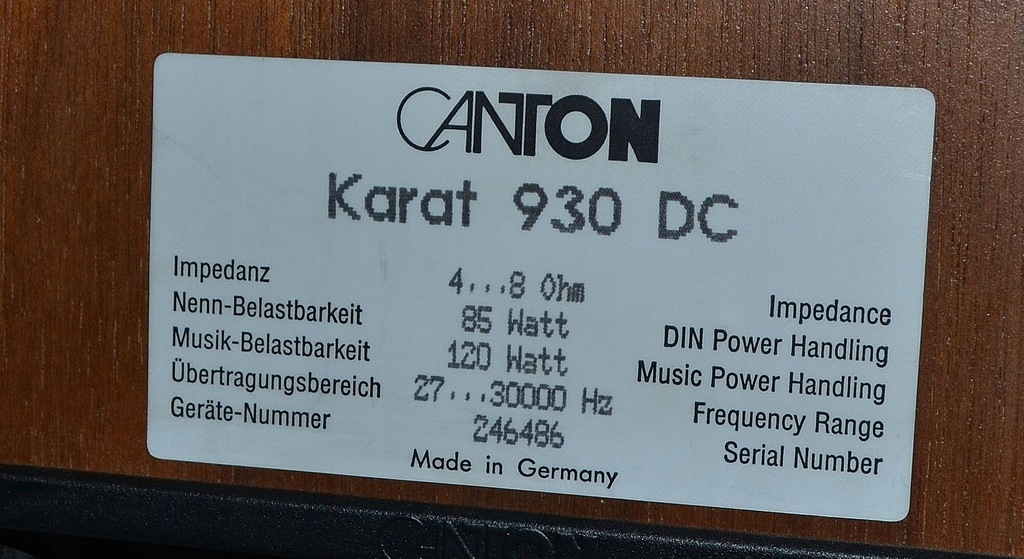 CANTON
Karat 930 DC
Impedanz 4...8 Ohm Impedance
Nenn-Belastbarkeit 85 Watt DIN Power Handling
Musik-Belastbarkeit 120 Watt Music Power Handling
Übertragungsbereich 27...30000 Hz Frequency Range
Geräte-Nummer 246486 Serial Number
Made in Germany
CANTON